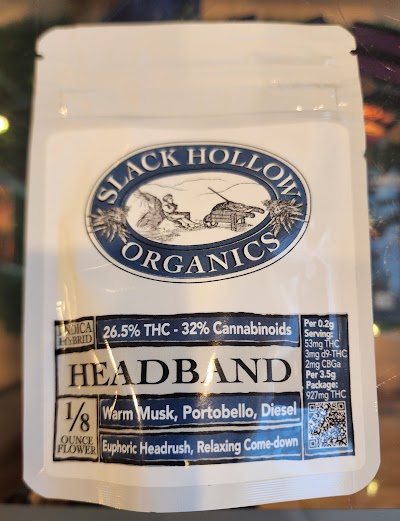 SLACK HOLLOW
ORGANICS
INDICA
HYBRID
26.5% THC - 32% Cannabinoids
HEADBAND
1/8
OUNCE
FLOWER
Warm Musk, Portobello, Diesel
Euphoric Headrush, Relaxing Come-down
Per 0.2g
Serving:
53mg THC
3mg d9-THC
2mg CBGa
Per 3.5g
Package:
927mg THC